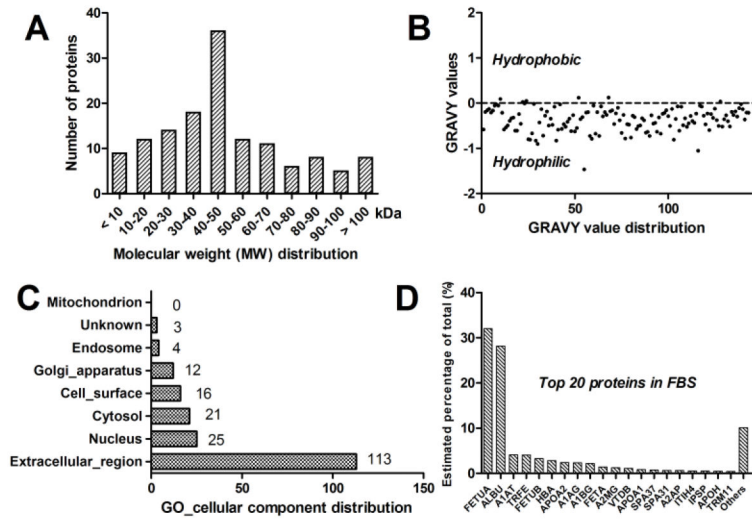 A
Number of proteins
40
30
20
10
0
< 10
10-20
20-30
30-40
40-50
50-60
60-70
70-80
80-90
90-100
> 100
kDa
Molecular weight (MW) distribution
B
GRAVY values
2
1
0
-1
-2
Hydrophobic
Hydrophilic
0
50
100
GRAVY value distribution
C
Mitochondrion 0
Unknown 3
Endosome 4
Golgi_apparatus 12
Cell_surface 16
Cytosol 21
Nucleus 25
Extracellular_region 113
0 50 100 150
GO_cellular component distribution
D
Estimated percentage of total (%)
40
30
20
10
0
Top 20 proteins in FBS
FETUA
ALBU
A1AT
TRFE
FETUB
HBA
APOA2
A1AG
A1BG
FETA
A2MG
VTDB
APOA1
SPA37
SPA31
A2AP
ITIH4
IPSP
APOH
TRM11
Others